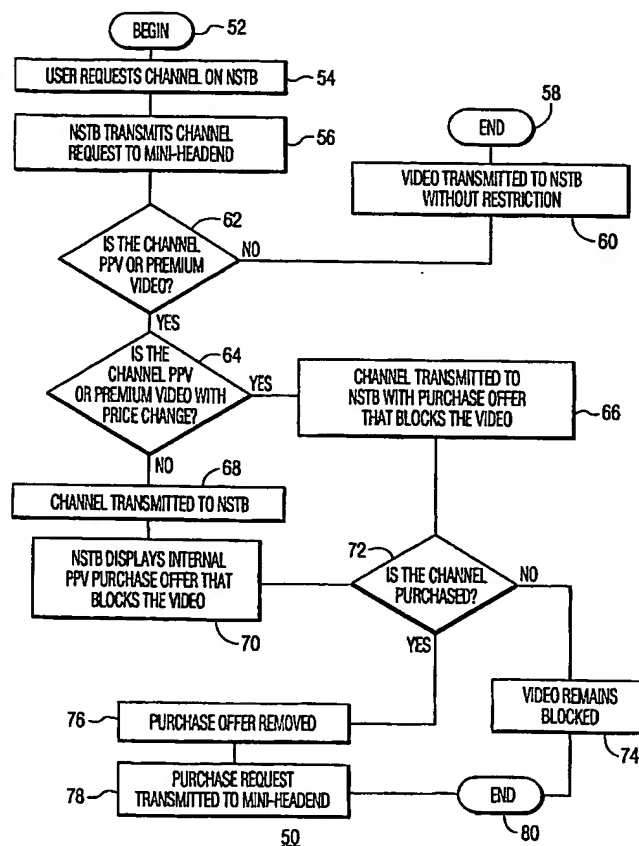 BEGIN
52
USER REQUESTS CHANNEL ON NSTB
54
NSTB TRANSMITS CHANNEL
REQUEST TO MINI-HEADEND
56
58
END
VIDEO TRANSMITTED TO NSTB
WITHOUT RESTRICTION
60
62
IS THE CHANNEL
PPV OR PREMIUM
VIDEO?
NO
YES
64
IS THE
CHANNEL PPV
OR PREMIUM VIDEO WITH
PRICE CHANGE?
YES
CHANNEL TRANSMITTED TO
NSTB WITH PURCHASE OFFER
THAT BLOCKS THE VIDEO
66
NO
68
CHANNEL TRANSMITTED TO NSTB
NSTB DISPLAYS INTERNAL
PPV PURCHASE OFFER THAT
BLOCKS THE VIDEO
70
72
IS THE CHANNEL
PURCHASED?
NO
YES
VIDEO REMAINS
BLOCKED
74
76
PURCHASE OFFER REMOVED
78
PURCHASE REQUEST
TRANSMITTED TO MINI-HEADEND
END
80
50